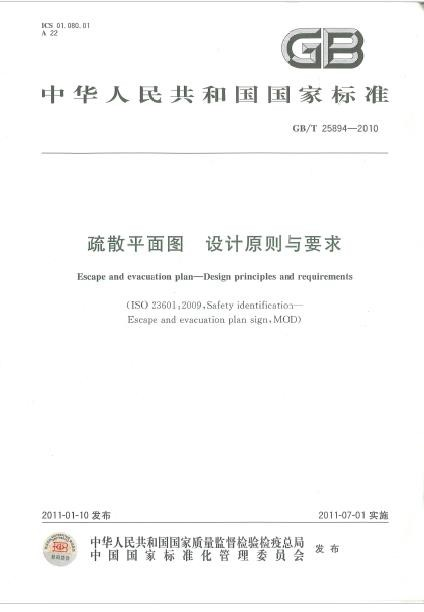 ICS 01.080.01
A 22
GB
中华人民共和国国家标准
GB/T 25894—2010
疏散平面图 设计原则与要求
Escape and evacuation plan—Design principles and requirements
(ISO 23601:2009,Safety identification—
Escape and evacuation plan sign,MOD)
2011-01-10 发布
2011-07-01 实施
中华人民共和国国家质量监督检验检疫总局
中国国家标准化管理委员会
发布